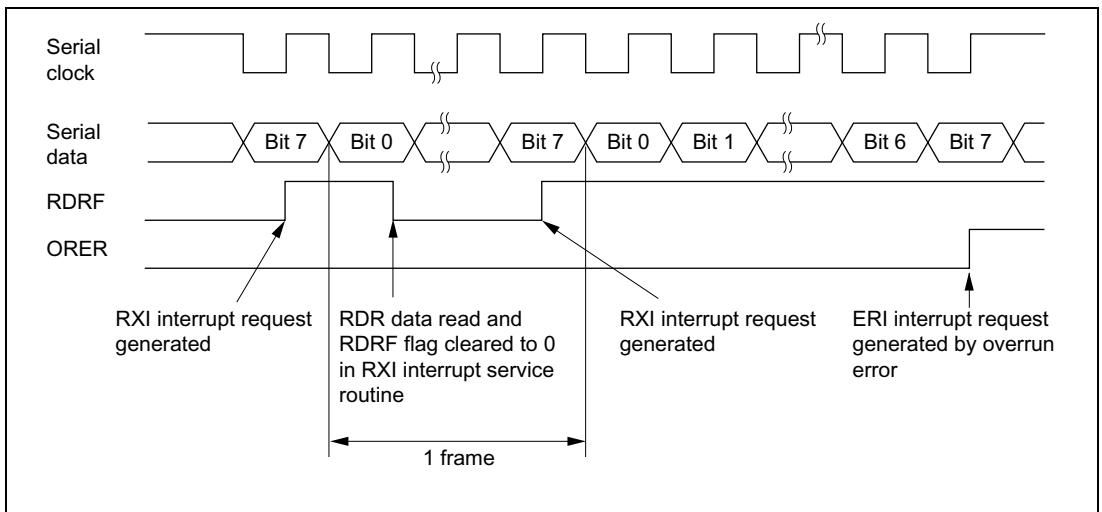 Serial
clock
Serial
data
Bit 7
Bit 0
Bit 7
Bit 0
Bit 1
Bit 6
Bit 7
RDRF
ORER
RXI interrupt request
generated
RDR data read and
RDRF flag cleared to 0
in RXI interrupt service
routine
RXI interrupt request
generated
ERI interrupt request
generated by overrun
error
1 frame